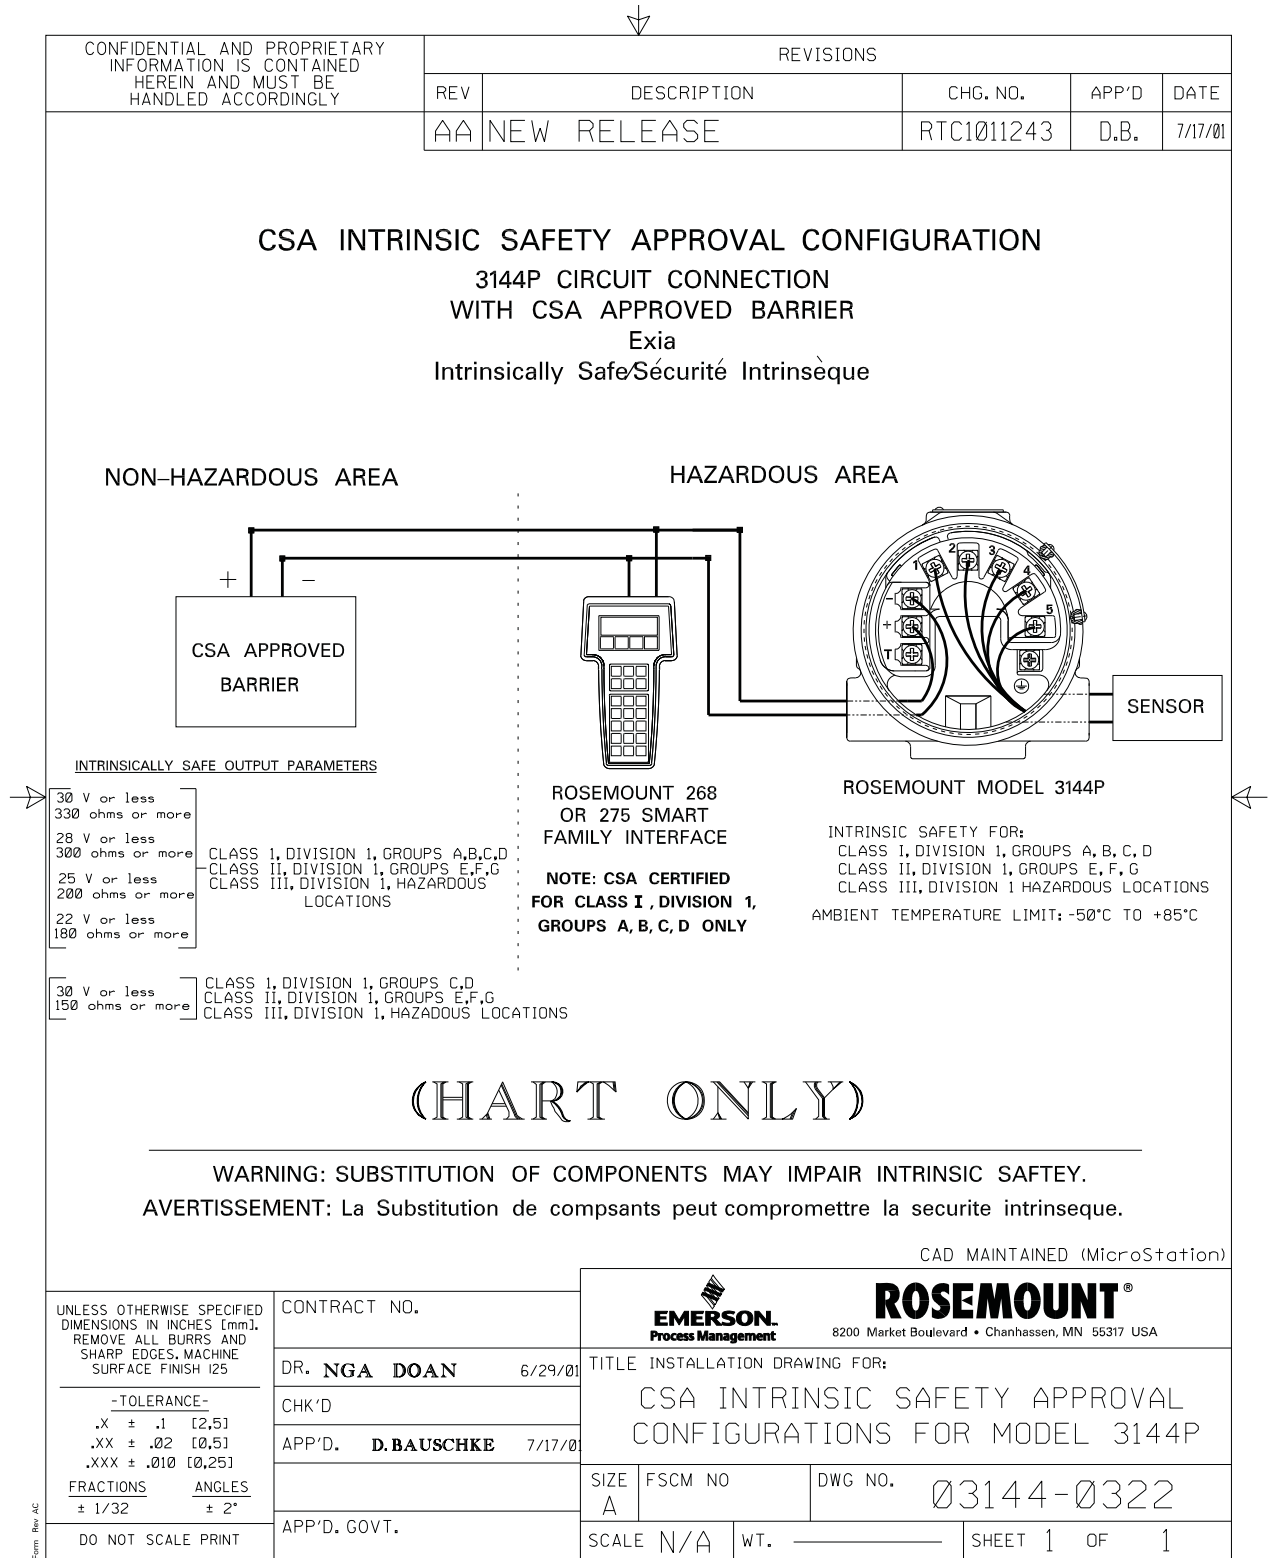 CONFIDENTIAL AND PROPRIETARY
INFORMATION IS CONTAINED
HEREIN AND MUST BE
HANDLED ACCORDINGLY
REVISIONS
REV DESCRIPTION CHG. NO. APP'D DATE
AA NEW RELEASE RTC1011243 D.B. 7/17/01
CSA INTRINSIC SAFETY APPROVAL CONFIGURATION
3144P CIRCUIT CONNECTION
WITH CSA APPROVED BARRIER
Exia
Intrinsically Safe/Sécurité Intrinsèque
NON-HAZARDOUS AREA
HAZARDOUS AREA
+ -
CSA APPROVED
BARRIER
1 2 3 4 5
-
+
T
SENSOR
INTRINSICALLY SAFE OUTPUT PARAMETERS
30 V or less
330 ohms or more
28 V or less
300 ohms or more
25 V or less
200 ohms or more
22 V or less
180 ohms or more
CLASS 1, DIVISION 1, GROUPS A,B,C,D
CLASS II, DIVISION 1, GROUPS E,F,G
CLASS III, DIVISION 1, HAZARDOUS
LOCATIONS
30 V or less
150 ohms or more
CLASS 1, DIVISION 1, GROUPS C,D
CLASS II, DIVISION 1, GROUPS E,F,G
CLASS III, DIVISION 1, HAZADOUS LOCATIONS
ROSEMOUNT 268
OR 275 SMART
FAMILY INTERFACE
NOTE: CSA CERTIFIED
FOR CLASS I , DIVISION 1,
GROUPS A, B, C, D ONLY
ROSEMOUNT MODEL 3144P
INTRINSIC SAFETY FOR:
CLASS I, DIVISION 1, GROUPS A, B, C, D
CLASS II, DIVISION 1, GROUPS E, F, G
CLASS III, DIVISION 1 HAZARDOUS LOCATIONS
AMBIENT TEMPERATURE LIMIT: -50°C TO +85°C
(HART ONLY)
WARNING: SUBSTITUTION OF COMPONENTS MAY IMPAIR INTRINSIC SAFTEY.
AVERTISSEMENT: La Substitution de compsants peut compromettre la securite intrinseque.
CAD MAINTAINED (MicroStation)
UNLESS OTHERWISE SPECIFIED
DIMENSIONS IN INCHES [mm].
REMOVE ALL BURRS AND
SHARP EDGES. MACHINE
SURFACE FINISH 125
-TOLERANCE-
.X ± .1 [2,5]
.XX ± .02 [0,5]
.XXX ± .010 [0,25]
FRACTIONS ANGLES
± 1/32 ± 2°
DO NOT SCALE PRINT
Form Rev AC
CONTRACT NO.
DR. NGA DOAN 6/29/01
CHK'D
APP'D. D. BAUSCHKE 7/17/01
APP'D. GOVT.
EMERSON.
Process Management
ROSEMOUNT®
8200 Market Boulevard • Chanhassen, MN 55317 USA
TITLE INSTALLATION DRAWING FOR:
CSA INTRINSIC SAFETY APPROVAL
CONFIGURATIONS FOR MODEL 3144P
SIZE FSCM NO DWG NO. 03144-0322
A
SCALE N/A WT. SHEET 1 OF 1